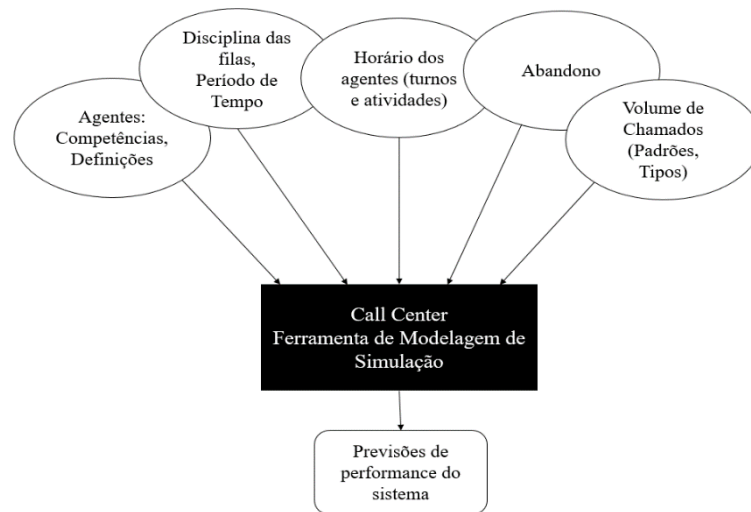 Agentes:
Competências,
Definições
Disciplina das
filas,
Período de
Tempo
Horário dos
agentes (turnos
e atividades)
Abandono
Volume de
Chamados
(Padrões,
Tipos)
Call Center
Ferramenta de Modelagem de
Simulação
Previsões de
performance do
sistema